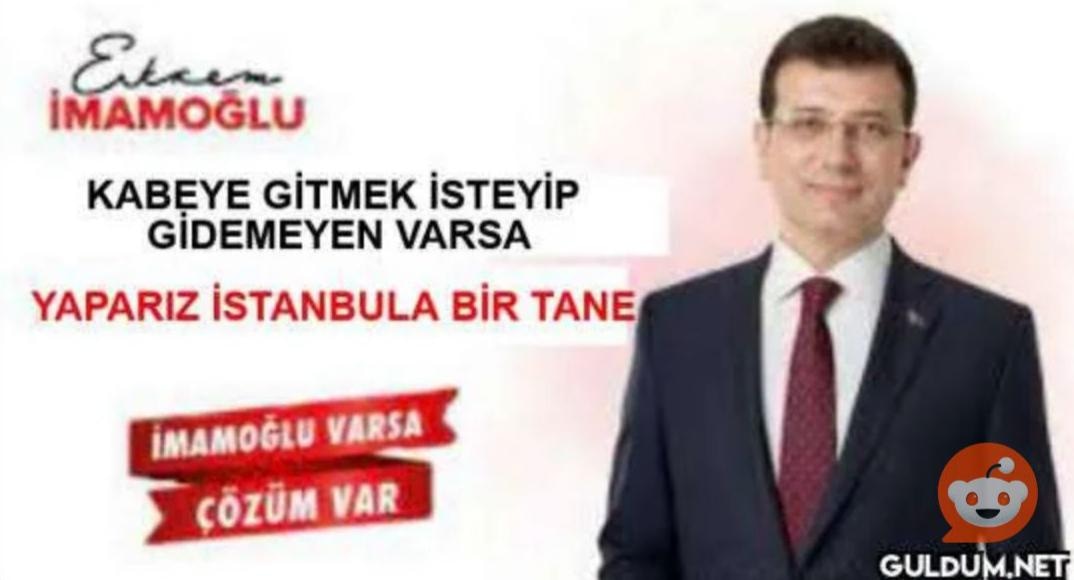 Ekrem
İMAMOĞLU
KABEYE GİTMEK İSTEYİP
GİDEMEYEN VARSA
YAPARIZ İSTANBULA BİR TANE
İMAMOĞLU VARSA
ÇÖZÜM VAR
GULDUM.NET